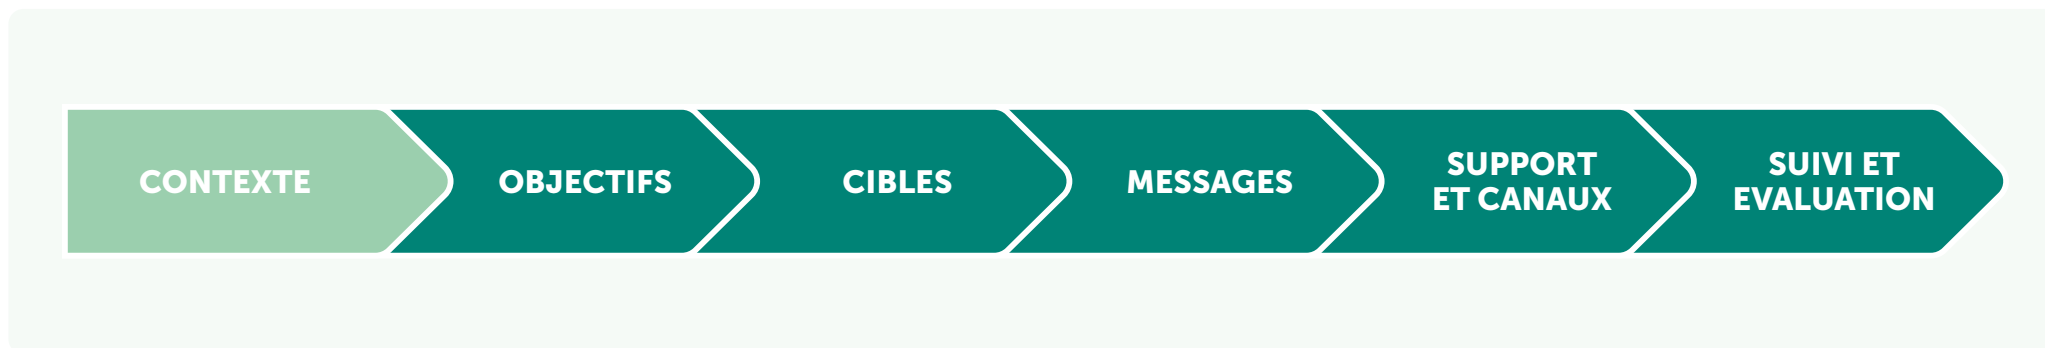 CONTEXTE
OBJECTIFS
CIBLES
MESSAGES
SUPPORT
ET CANAUX
SUIVI ET
EVALUATION